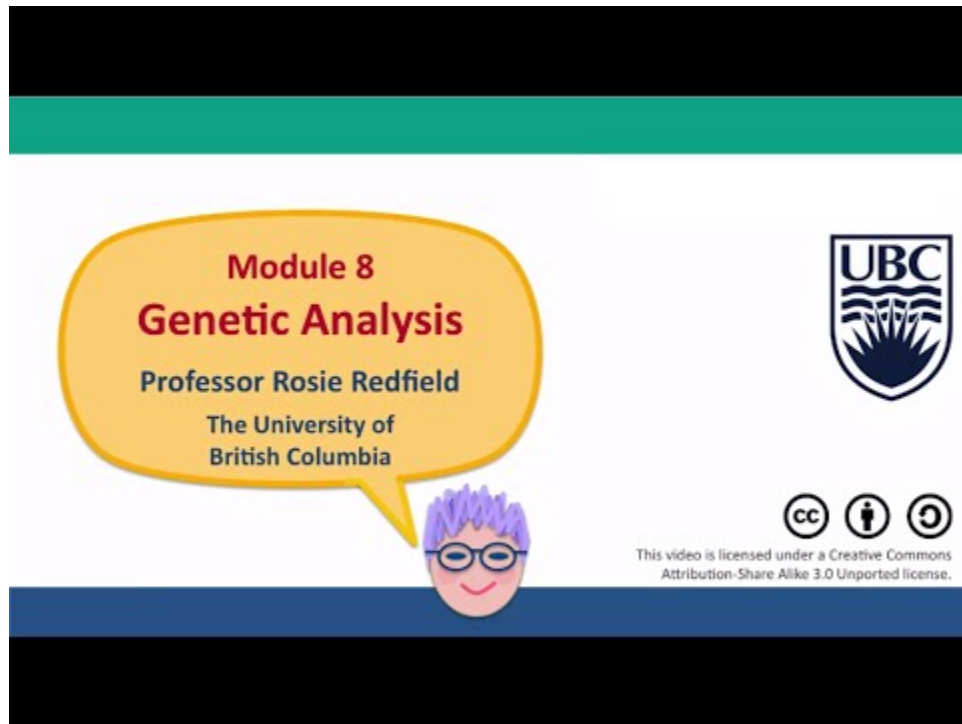 Module 8
Genetic Analysis
Professor Rosie Redfield
The University of
British Columbia
UBC
cc
This video is licensed under a Creative Commons
Attribution-Share Alike 3.0 Unported license.